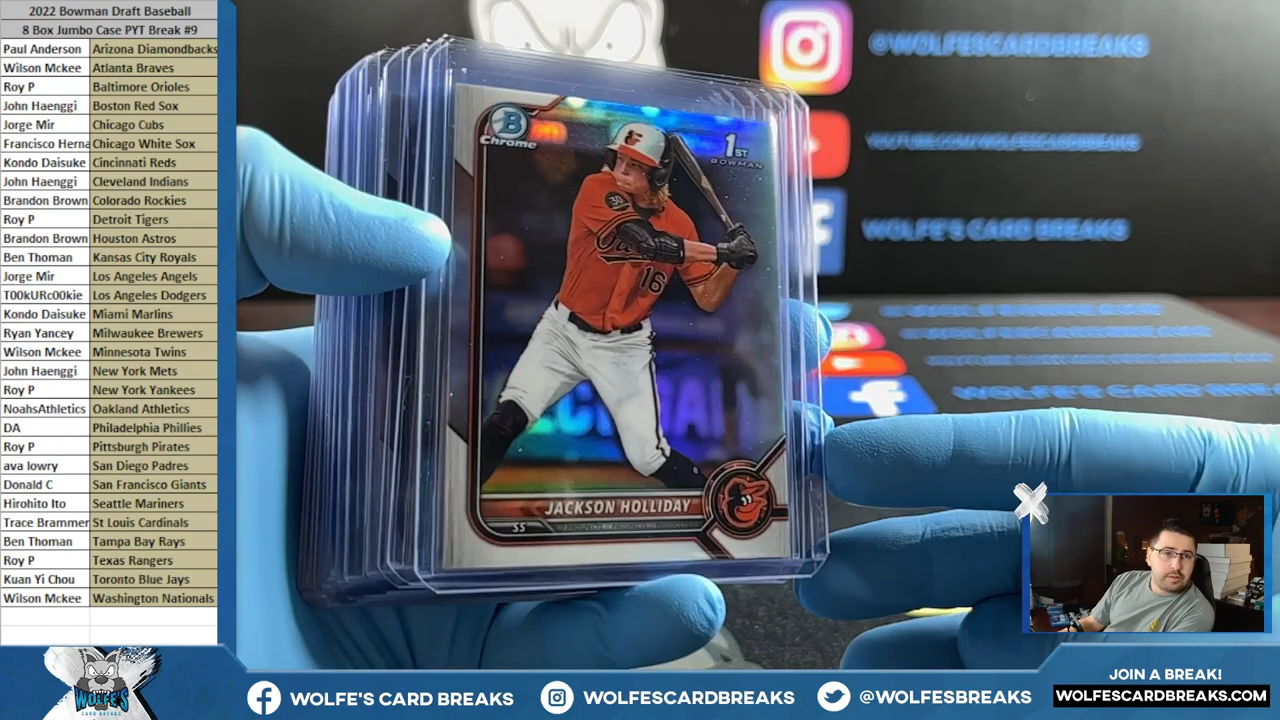 2022 Bowman Draft Baseball
8 Box Jumbo Case PYT Break #9
Paul Anderson Arizona Diamondbacks
Wilson Mckee Atlanta Braves
Roy P Baltimore Orioles
John Haenggi Boston Red Sox
Jorge Mir Chicago Cubs
Francisco Herna Chicago White Sox
Kondo Daisuke Cincinnati Reds
John Haenggi Cleveland Indians
Brandon Brown Colorado Rockies
Roy P Detroit Tigers
Brandon Brown Houston Astros
Ben Thoman Kansas City Royals
Jorge Mir Los Angeles Angels
T00kURc00kie Los Angeles Dodgers
Kondo Daisuke Miami Marlins
Ryan Yancey Milwaukee Brewers
Wilson Mckee Minnesota Twins
John Haenggi New York Mets
Roy P New York Yankees
NoahsAthletics Oakland Athletics
DA Philadelphia Phillies
Roy P Pittsburgh Pirates
ava lowry San Diego Padres
Donald C San Francisco Giants
Hirohito Ito Seattle Mariners
Trace Brammer St Louis Cardinals
Ben Thoman Tampa Bay Rays
Roy P Texas Rangers
Kuan Yi Chou Toronto Blue Jays
Wilson Mckee Washington Nationals
@WOLFESCARDBREAKS
YOUTUBE.COM/WOLFESCARDBREAKS
WOLFE'S CARD BREAKS
B
Chrome
1ST
BOWMAN
30
16
JACKSON HOLLIDAY
SS
WOLFE'S
CARD BREAKS
WOLFE'S CARD BREAKS
WOLFESCARDBREAKS
@WOLFESBREAKS
JOIN A BREAK!
WOLFESCARDBREAKS.COM